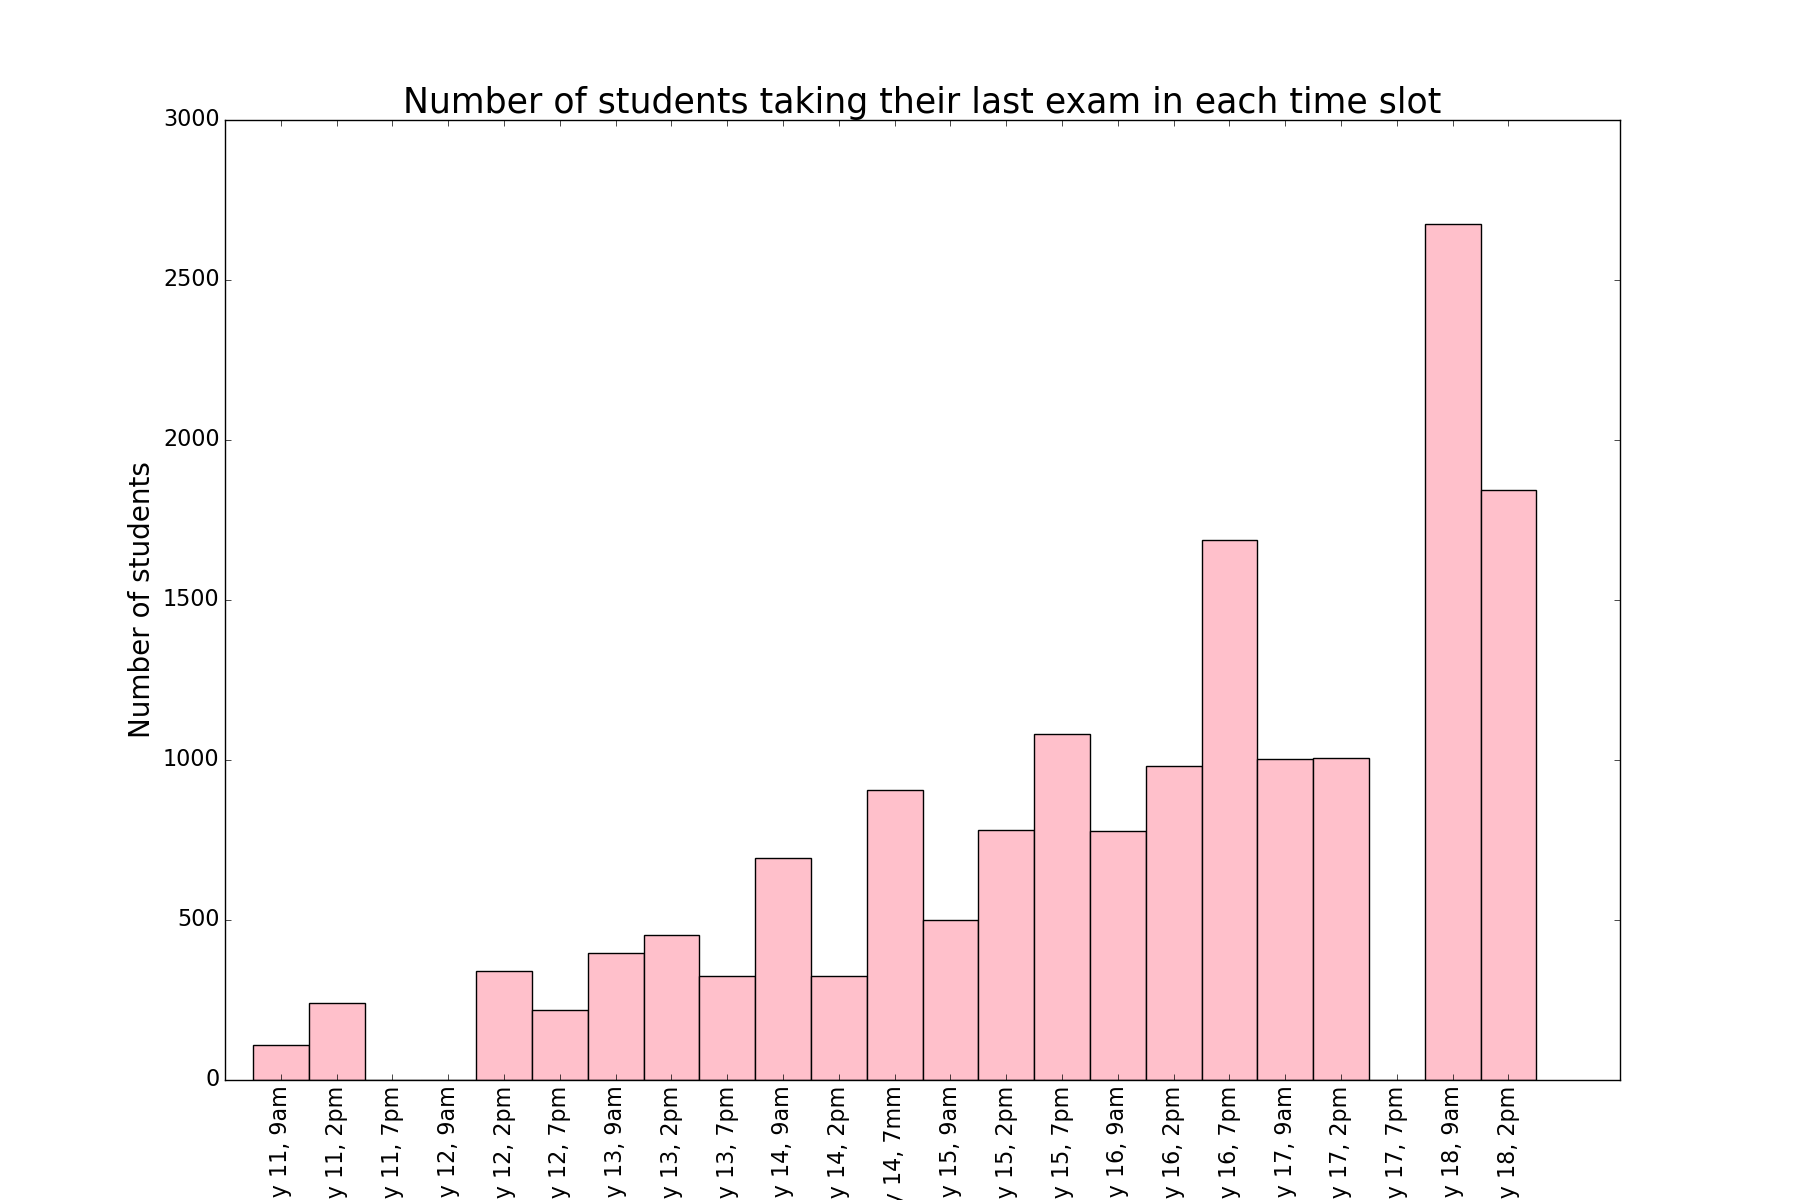 Number of students taking their last exam in each time slot
Number of students
3000
2500
2000
1500
1000
500
0
y 11, 9am
y 11, 2pm
y 11, 7pm
y 12, 9am
y 12, 2pm
y 12, 7pm
y 13, 9am
y 13, 2pm
y 13, 7pm
y 14, 9am
y 14, 2pm
y 14, 7mm
y 15, 9am
y 15, 2pm
y 15, 7pm
y 16, 9am
y 16, 2pm
y 16, 7pm
y 17, 9am
y 17, 2pm
y 17, 7pm
y 18, 9am
y 18, 2pm